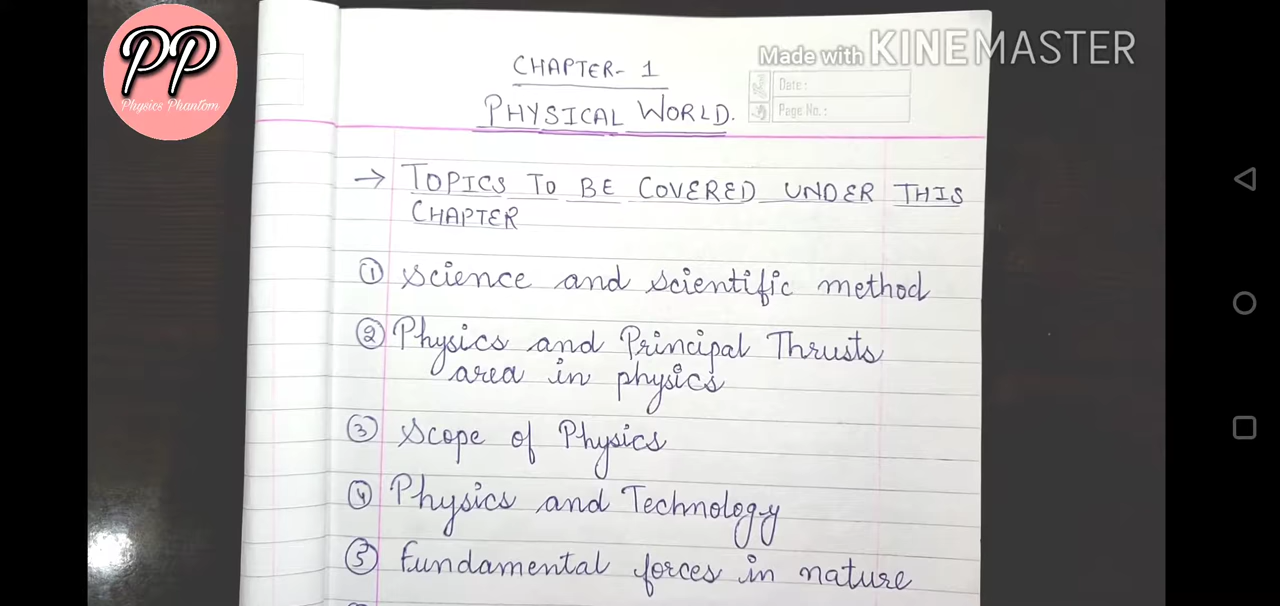 PP
Physics Phantom
Made with KINEMASTER
CHAPTER- 1
PHYSICAL WORLD.
Date :
Page No. :
→ TOPICS TO BE COVERED UNDER THIS
CHAPTER
① Science and scientific method
② Physics and Principal Thrusts
area in physics
③ Scope of Physics
④ Physics and Technology
⑤ Fundamental forces in nature